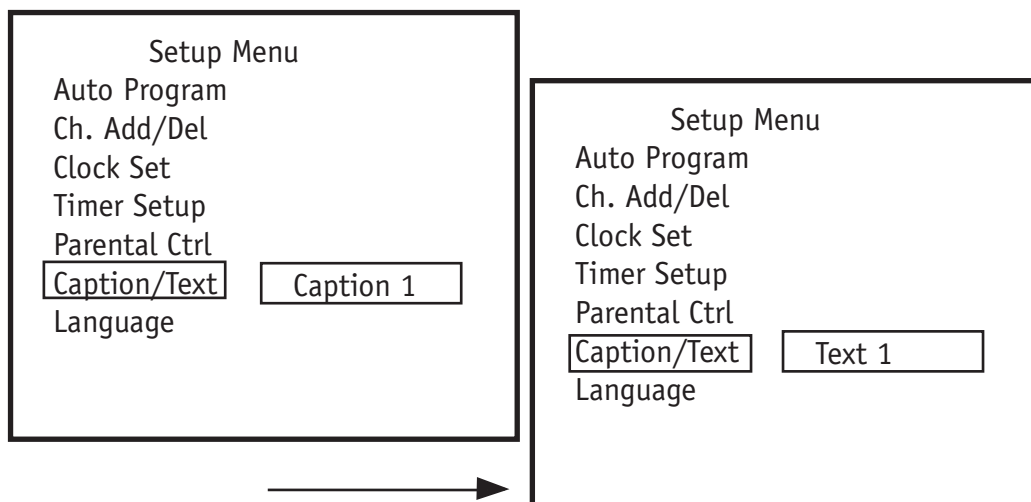 Setup Menu
Auto Program
Ch. Add/Del
Clock Set
Timer Setup
Parental Ctrl
Caption/Text Caption 1
Language
Setup Menu
Auto Program
Ch. Add/Del
Clock Set
Timer Setup
Parental Ctrl
Caption/Text Text 1
Language